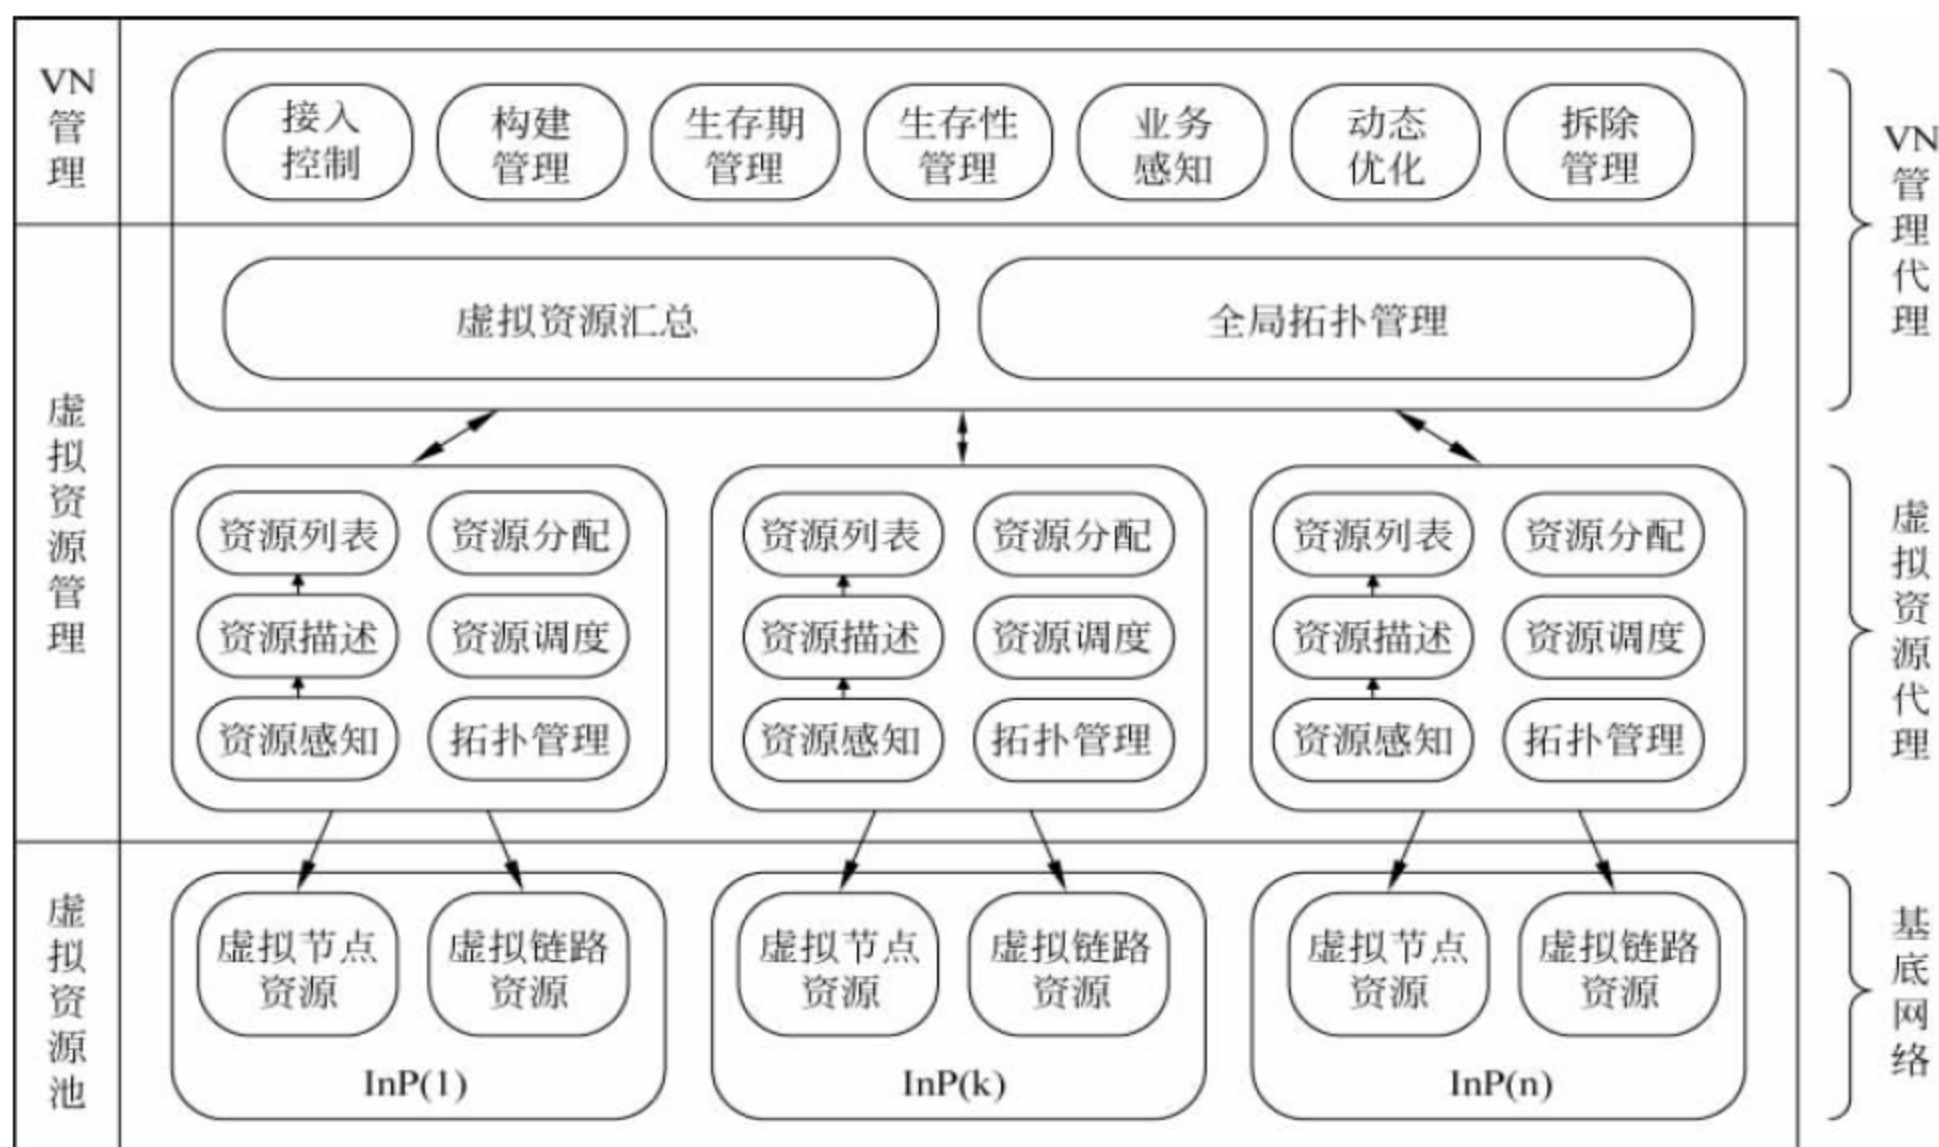 VN
管
理
接入
控制
构建
管理
生存期
管理
生存性
管理
业务
感知
动态
优化
拆除
管理
VN
管
理
代
理
虚
拟
资
源
管
理
虚拟资源汇总
全局拓扑管理
资源列表
资源分配
资源描述
资源调度
资源感知
拓扑管理
资源列表
资源分配
资源描述
资源调度
资源感知
拓扑管理
资源列表
资源分配
资源描述
资源调度
资源感知
拓扑管理
虚
拟
资
源
代
理
虚
拟
资
源
池
虚拟节点
资源
虚拟链路
资源
InP(1)
虚拟节点
资源
虚拟链路
资源
InP(k)
虚拟节点
资源
虚拟链路
资源
InP(n)
基
底
网
络